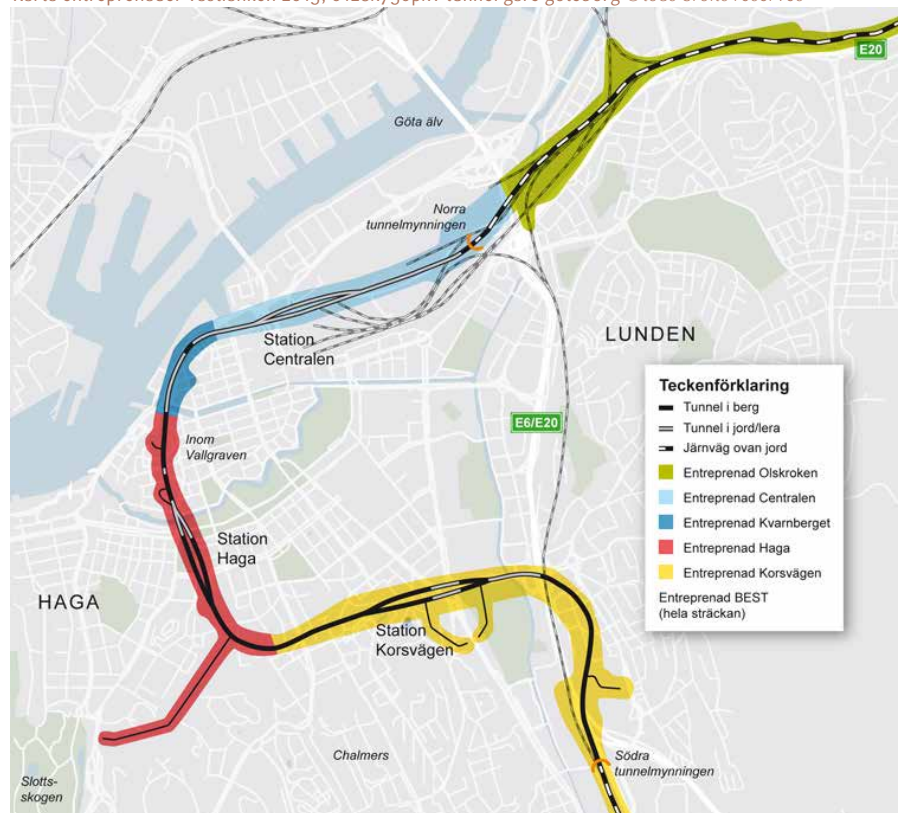 E20
Göta älv
Norra
tunnelmynningen
LUNDEN
Station
Centralen
Teckenförklaring
Tunnel i berg
Tunnel i jord/lera
Järnväg ovan jord
Entreprenad Olskroken
Entreprenad Centralen
Entreprenad Kvarnberget
Entreprenad Haga
Entreprenad Korsvägen
Entreprenad BEST
(hela sträckan)
E6/E20
Inom
Vallgraven
Station
Haga
HAGA
Station
Korsvägen
Chalmers
Södra
tunnelmynningen
Slotts-
skogen